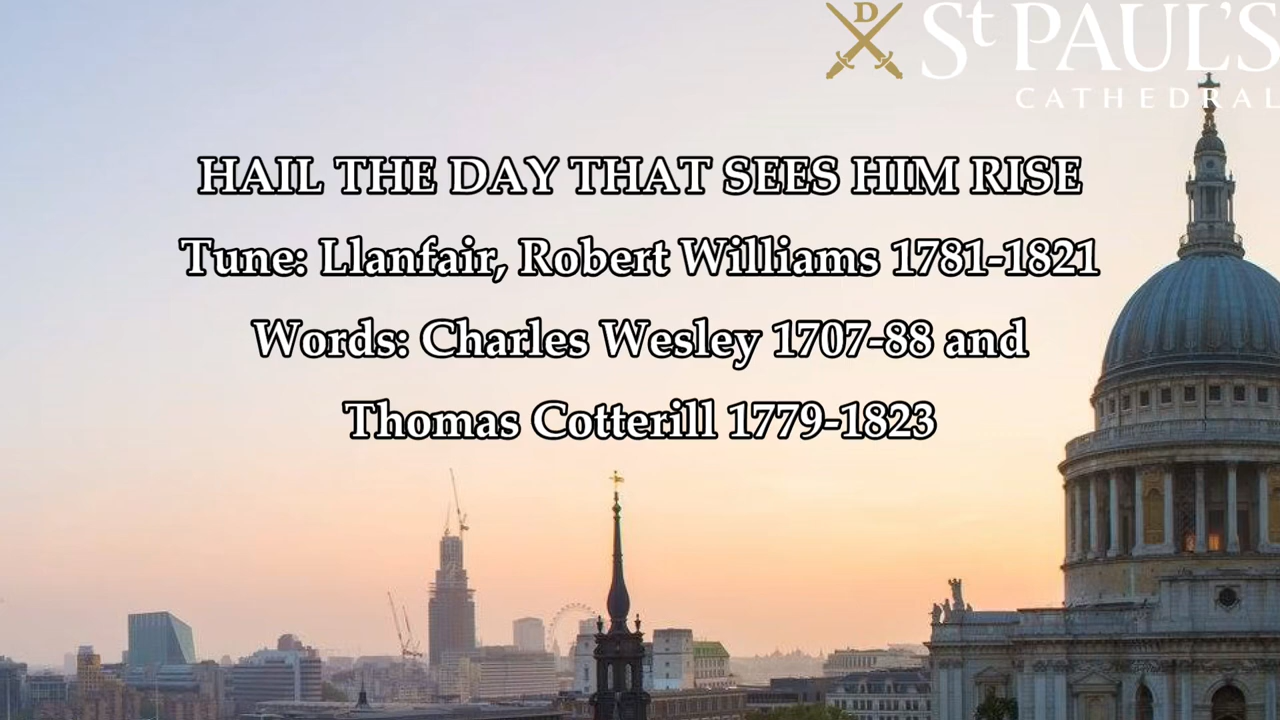 D
St PAUL'S
CATHEDRAL
HAIL THE DAY THAT SEES HIM RISE
Tune: Llanfair, Robert Williams 1781-1821
Words: Charles Wesley 1707-88 and
Thomas Cotterill 1779-1823